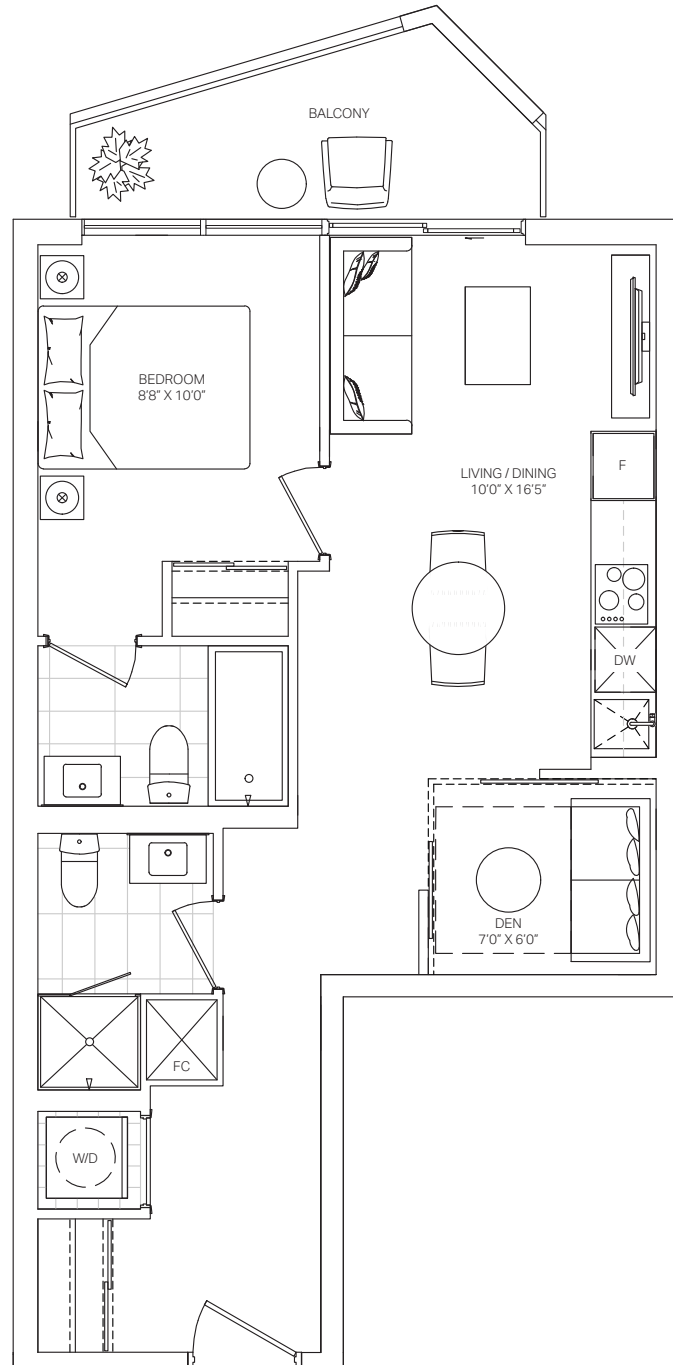 BALCONY
BEDROOM
8'8" X 10'0"
LIVING / DINING
10'0" X 16'5"
F
DW
DEN
7'0" X 6'0"
FC
W/D